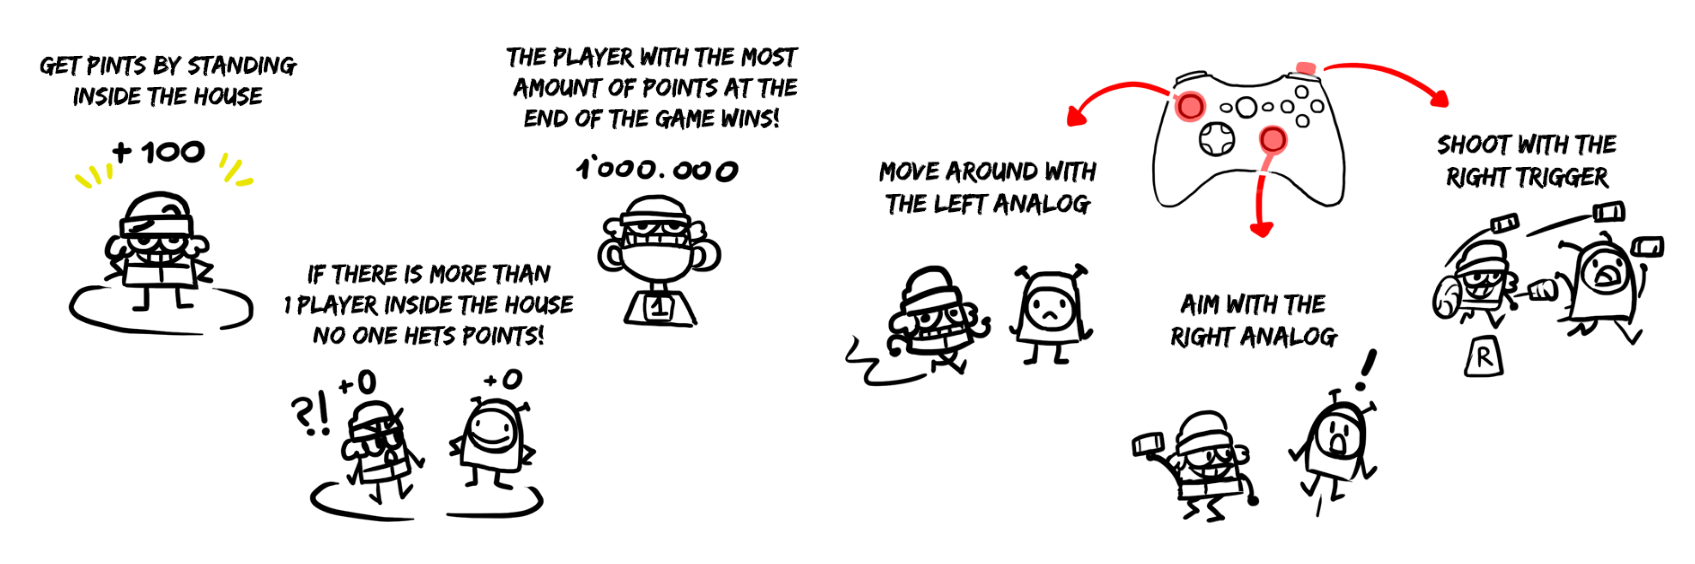 GET PINTS BY STANDING
INSIDE THE HOUSE
+100
IF THERE IS MORE THAN
1 PLAYER INSIDE THE HOUSE
NO ONE HETS POINTS!
?!
+0
+0
THE PLAYER WITH THE MOST
AMOUNT OF POINTS AT THE
END OF THE GAME WINS!
1'000.000
1
MOVE AROUND WITH
THE LEFT ANALOG
AIM WITH THE
RIGHT ANALOG
!
SHOOT WITH THE
RIGHT TRIGGER
R